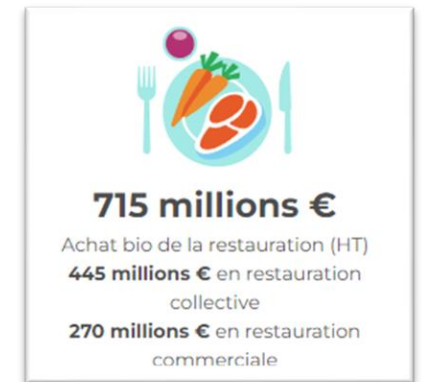 715 millions €
Achat bio de la restauration (HT)
445 millions € en restauration
collective
270 millions € en restauration
commerciale